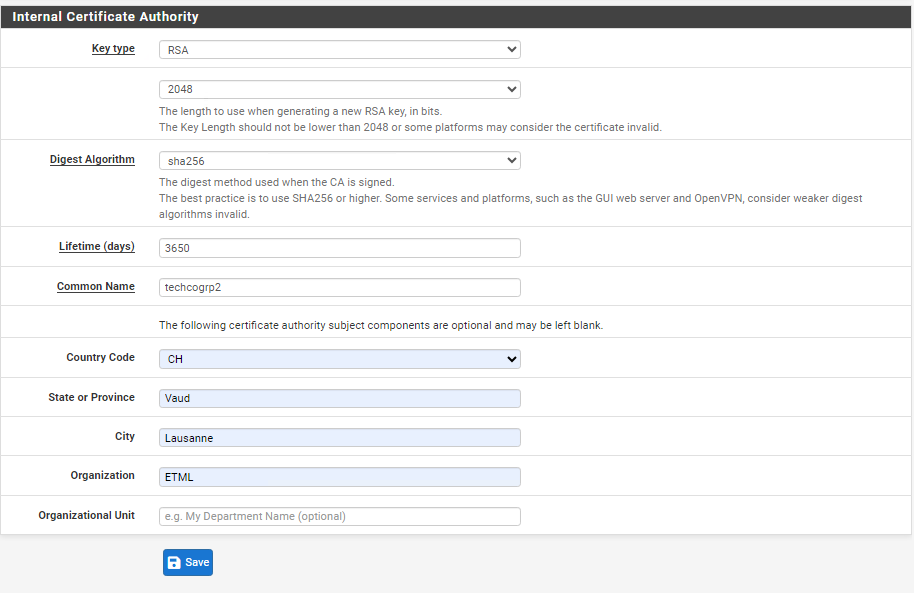 Internal Certificate Authority
Key type RSA
2048
The length to use when generating a new RSA key, in bits.
The Key Length should not be lower than 2048 or some platforms may consider the certificate invalid.
Digest Algorithm sha256
The digest method used when the CA is signed.
The best practice is to use SHA256 or higher. Some services and platforms, such as the GUI web server and OpenVPN, consider weaker digest
algorithms invalid.
Lifetime (days) 3650
Common Name techcogrp2
The following certificate authority subject components are optional and may be left blank.
Country Code CH
State or Province Vaud
City Lausanne
Organization ETML
Organizational Unit e.g. My Department Name (optional)
Save